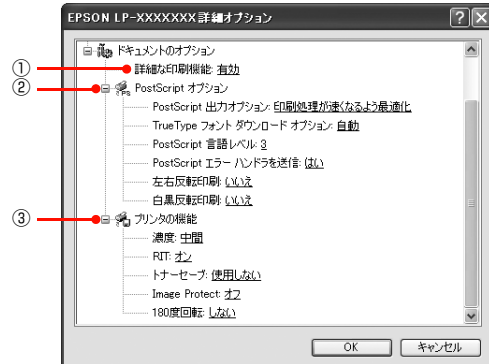 EPSON LP-XXXXXXX 詳細オプション
ドキュメントのオプション
① 詳細な印刷機能: 有効
② PostScript オプション
PostScript 出力オプション: 印刷処理が速くなるよう最適化
TrueType フォント ダウンロード オプション: 自動
PostScript 言語レベル: 3
PostScript エラー ハンドラを送信: はい
左右反転印刷: いいえ
白黒反転印刷: いいえ
③ プリンタの機能
濃度: 中間
RIT: オン
トナーセーブ: 使用しない
Image Protect: オフ
180度回転: しない
OK キャンセル